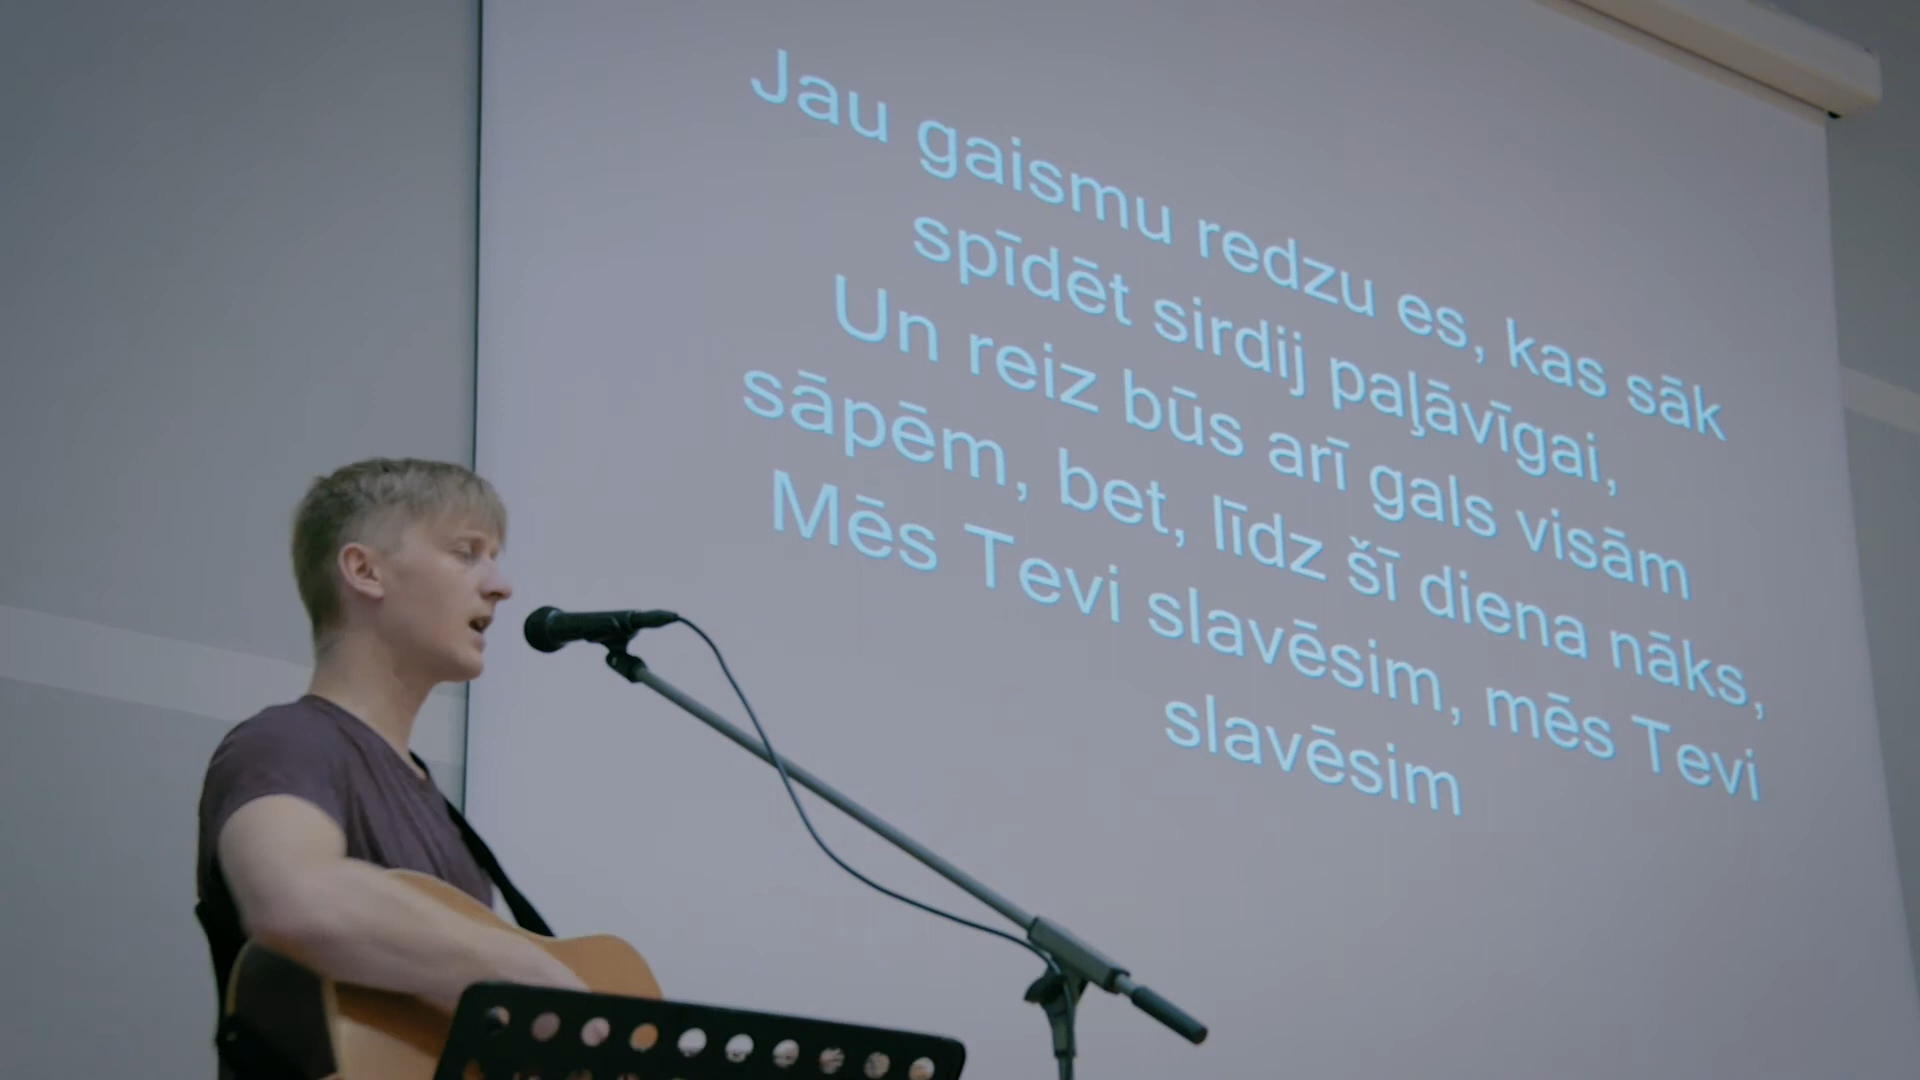 Jau gaismu redzu es, kas sāk
spīdēt sirdij paļāvīgai,
Un reiz būs arī gals visām
sāpēm, bet, līdz šī diena nāks,
Mēs Tevi slavēsim, mēs Tevi
slavēsim